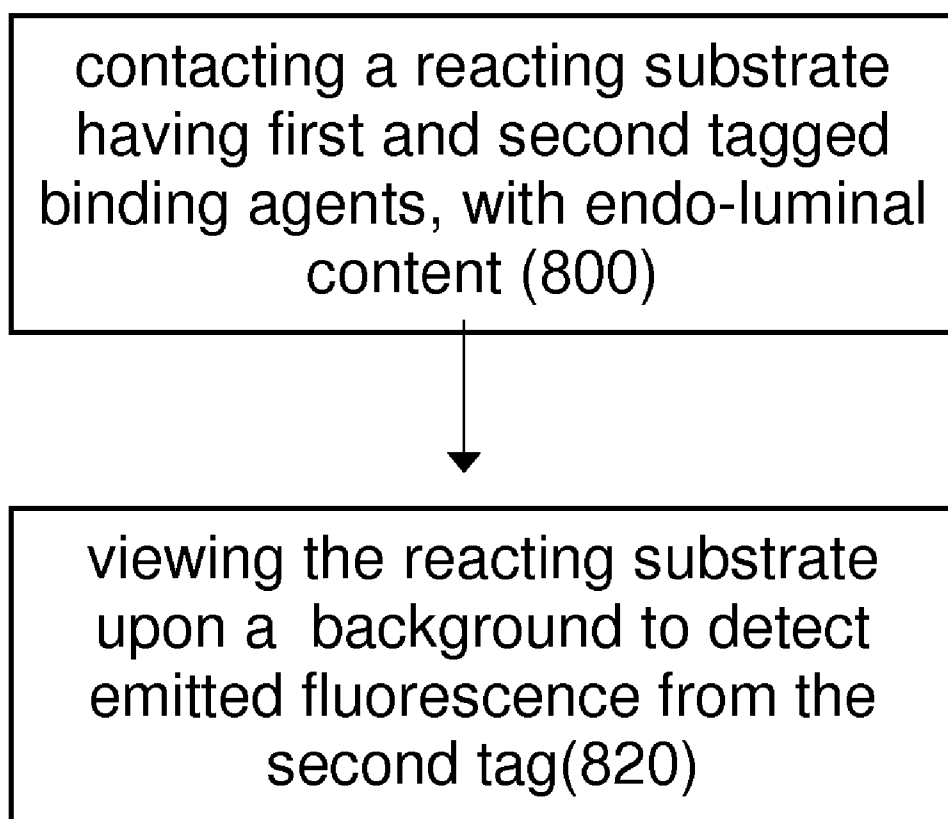 contacting a reacting substrate
having first and second tagged
binding agents, with endo-luminal
content (800)
viewing the reacting substrate
upon a  background to detect
emitted fluorescence from the
second tag(820)